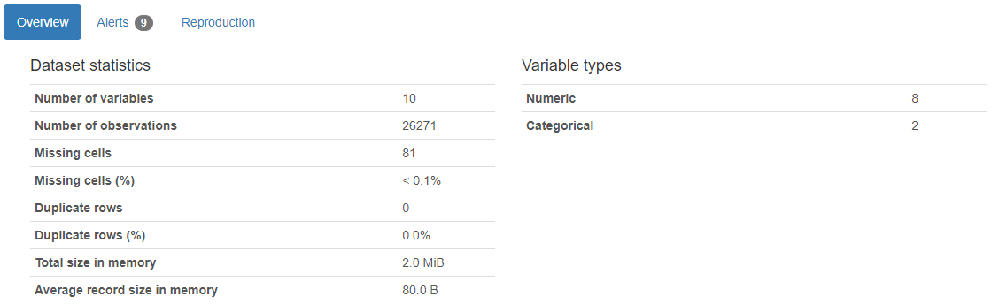 Overview Alerts 9 Reproduction
Dataset statistics
Number of variables 10
Number of observations 26271
Missing cells 81
Missing cells (%) < 0.1%
Duplicate rows 0
Duplicate rows (%) 0.0%
Total size in memory 2.0 MiB
Average record size in memory 80.0 B
Variable types
Numeric 8
Categorical 2